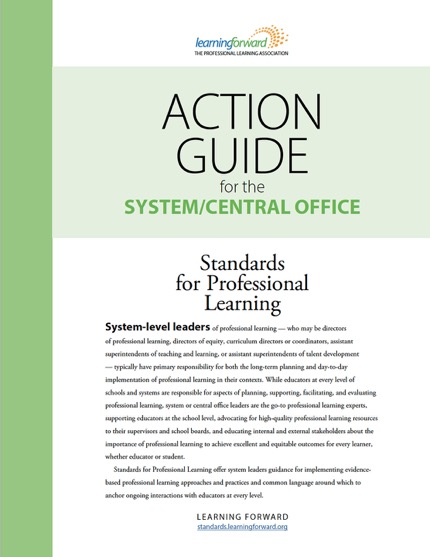 learningforward
THE PROFESSIONAL LEARNING ASSOCIATION
ACTION
GUIDE
for the
SYSTEM/CENTRAL OFFICE
Standards
for Professional
Learning
System-level leaders of professional learning — who may be directors
of professional learning, directors of equity, curriculum directors or coordinators, assistant
superintendents of teaching and learning, or assistant superintendents of talent development
— typically have primary responsibility for both the long-term planning and day-to-day
implementation of professional learning in their contexts. While educators at every level of
schools and systems are responsible for aspects of planning, supporting, facilitating, and evaluating
professional learning, system or central office leaders are the go-to professional learning experts,
supporting educators at the school level, advocating for high-quality professional learning resources
to their supervisors and school boards, and educating internal and external stakeholders about the
importance of professional learning to achieve excellent and equitable outcomes for every learner,
whether educator or student.
Standards for Professional Learning offer system leaders guidance for implementing evidence-
based professional learning approaches and practices and common language around which to
anchor ongoing interactions with educators at every level.
LEARNING FORWARD
standards.learningforward.org